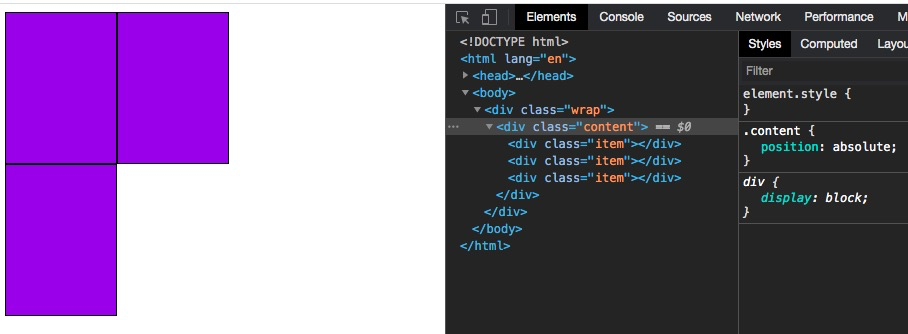 Elements Console Sources Network Performance M
<!DOCTYPE html>
<html lang="en">
<head>…</head>
<body>
<div class="wrap">
<div class="content"> == $0
<div class="item"></div>
<div class="item"></div>
<div class="item"></div>
</div>
</div>
</body>
</html>
Styles Computed Layou
Filter
element.style {
}
.content {
position: absolute;
}
div {
display: block;
}